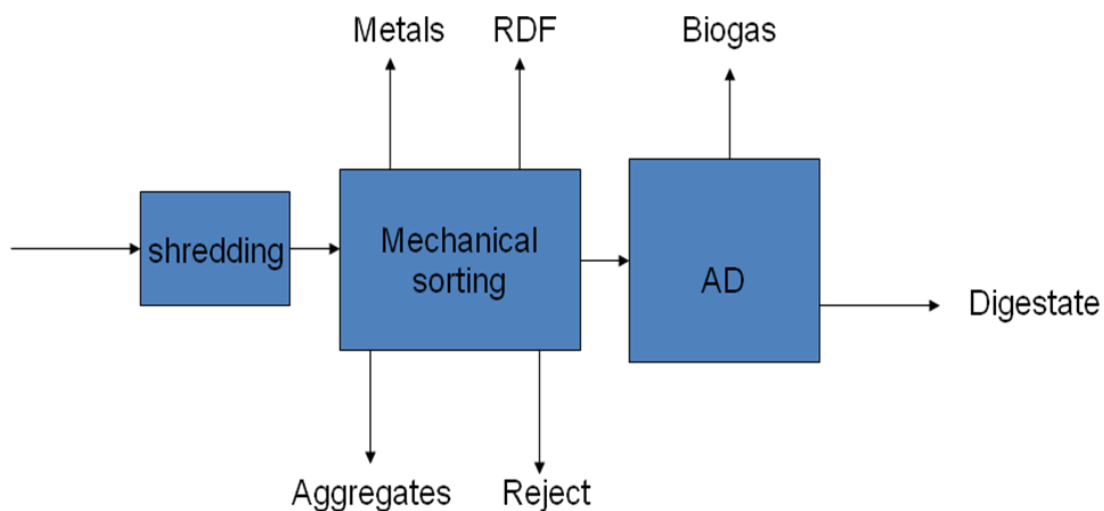 Metals
RDF
Biogas
shredding
Mechanical
sorting
AD
Digestate
Aggregates
Reject